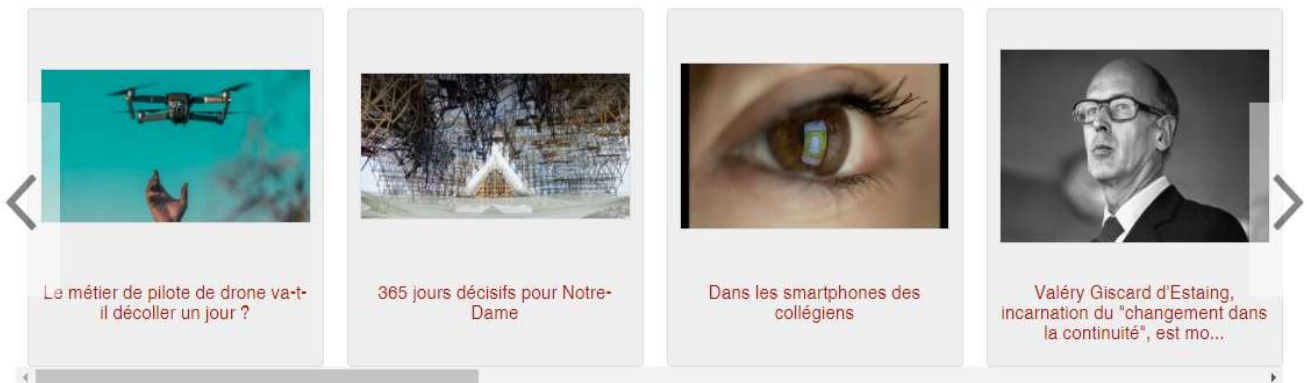 Le métier de pilote de drone va-t-
il décoller un jour ?
365 jours décisifs pour Notre-
Dame
Dans les smartphones des
collégiens
Valéry Giscard d'Estaing,
incarnation du "changement dans
la continuité", est mo...